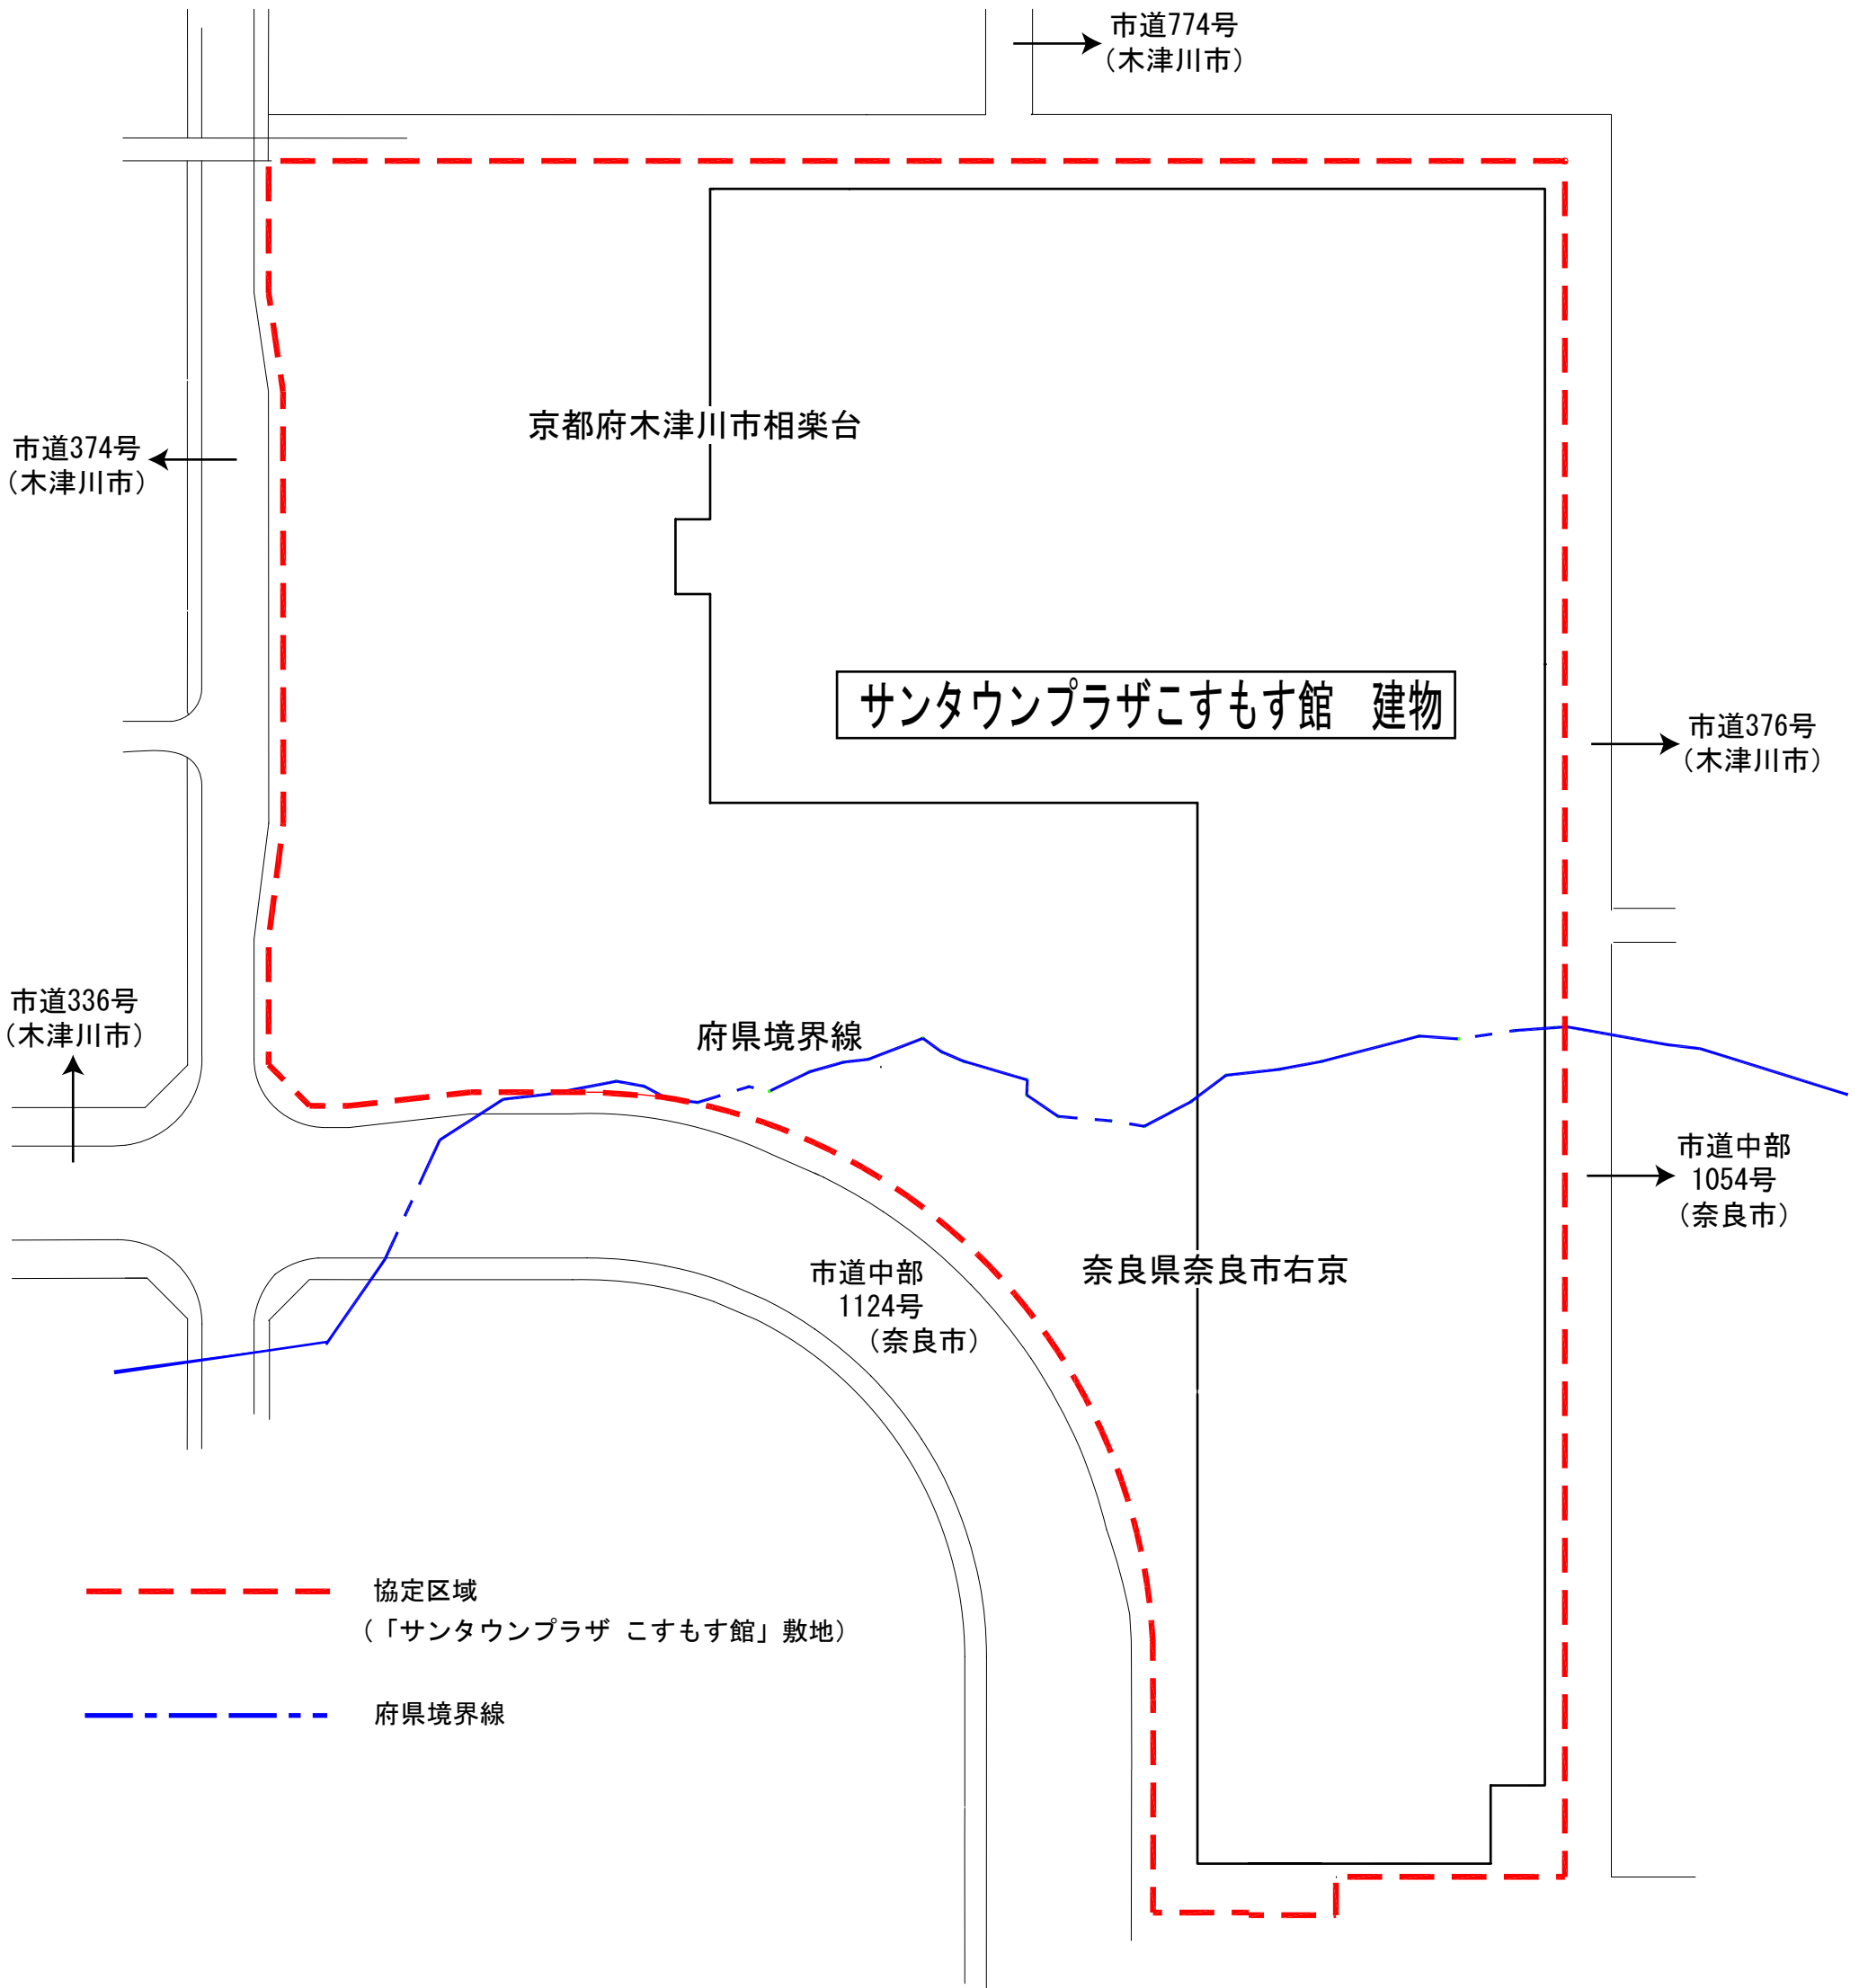 市道774号
(木津川市)
京都府木津川市相楽台
市道374号
(木津川市)
サンタウンプラザこすもす館　建物
市道376号
(木津川市)
市道336号
(木津川市)
府県境界線
市道中部
1054号
(奈良市)
奈良県奈良市右京
市道中部
1124号
(奈良市)
協定区域
(「サンタウンプラザ こすもす館」敷地)
府県境界線